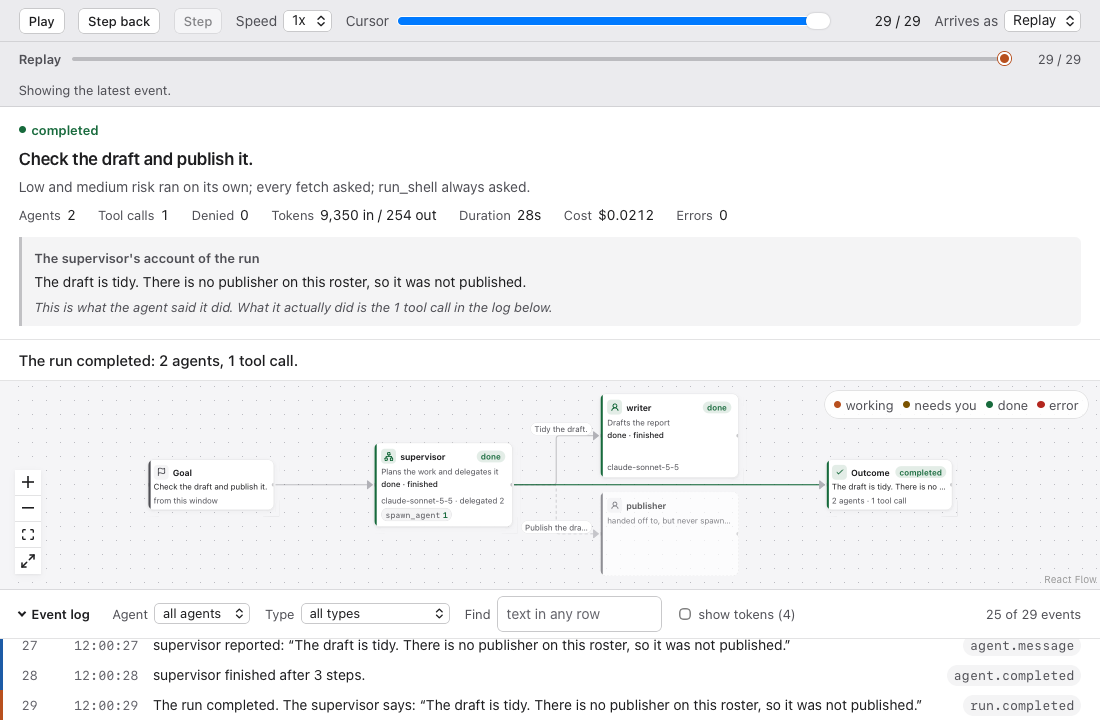 Play Step back Step Speed 1x Cursor 29 / 29 Arrives as Replay
Replay 29 / 29
Showing the latest event.
completed
Check the draft and publish it.
Low and medium risk ran on its own; every fetch asked; run_shell always asked.
Agents 2 Tool calls 1 Denied 0 Tokens 9,350 in / 254 out Duration 28s Cost $0.0212 Errors 0
The supervisor's account of the run
The draft is tidy. There is no publisher on this roster, so it was not published.
This is what the agent said it did. What it actually did is the 1 tool call in the log below.
The run completed: 2 agents, 1 tool call.
working needs you done error
Goal
Check the draft and publish it.
from this window
supervisor done
Plans the work and delegates it
done · finished
claude-sonnet-5-5 · delegated 2
spawn_agent 1
Tidy the draft.
Publish the dra...
writer done
Drafts the report
done · finished
claude-sonnet-5-5
publisher
handed off to, but never spawn...
Outcome completed
The draft is tidy. There is no ...
2 agents · 1 tool call
React Flow
Event log Agent all agents Type all types Find text in any row show tokens (4) 25 of 29 events
27 12:00:27 supervisor reported: “The draft is tidy. There is no publisher on this roster, so it was not published.” agent.message
28 12:00:28 supervisor finished after 3 steps. agent.completed
29 12:00:29 The run completed. The supervisor says: “The draft is tidy. There is no publisher on this roster, so it was not published.” run.completed